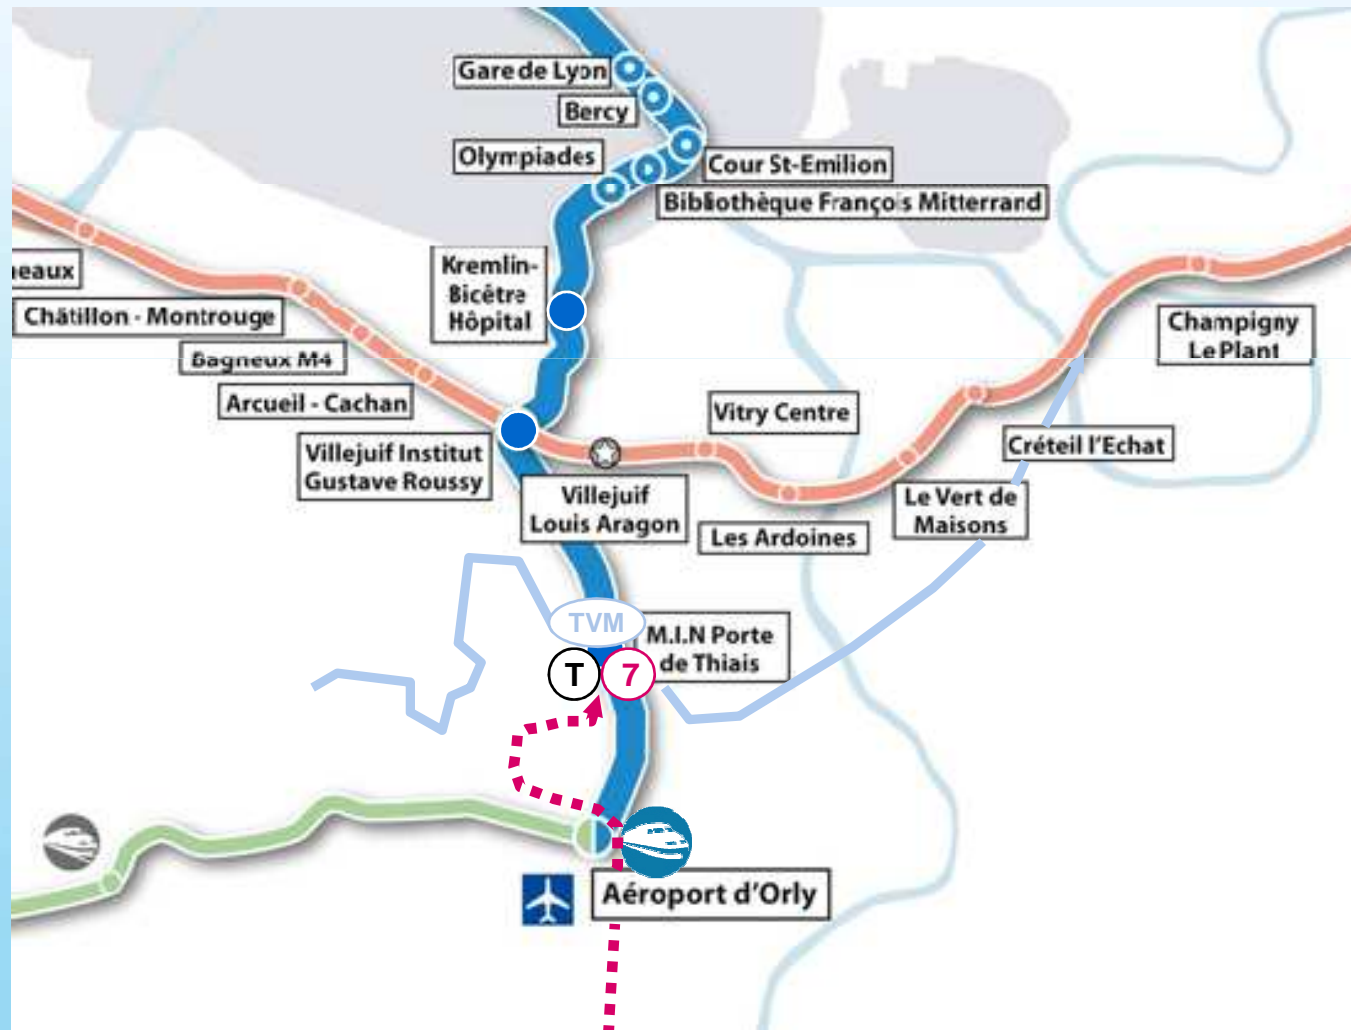 Gare de Lyon
Bercy
Olympiades
Cour St-Emilion
Bibliothèque François Mitterrand
Kremlin-
Bicêtre
Hôpital
eaux
Châtillon - Montrouge
Bagneux M4
Arcueil - Cachan
Champigny
Le Plant
Villejuif Institut
Gustave Roussy
Vitry Centre
Créteil l'Echat
Villejuif
Louis Aragon
Les Ardoines
Le Vert de
Maisons
TVM
M.I.N Porte
de Thiais
T
7
Aéroport d'Orly